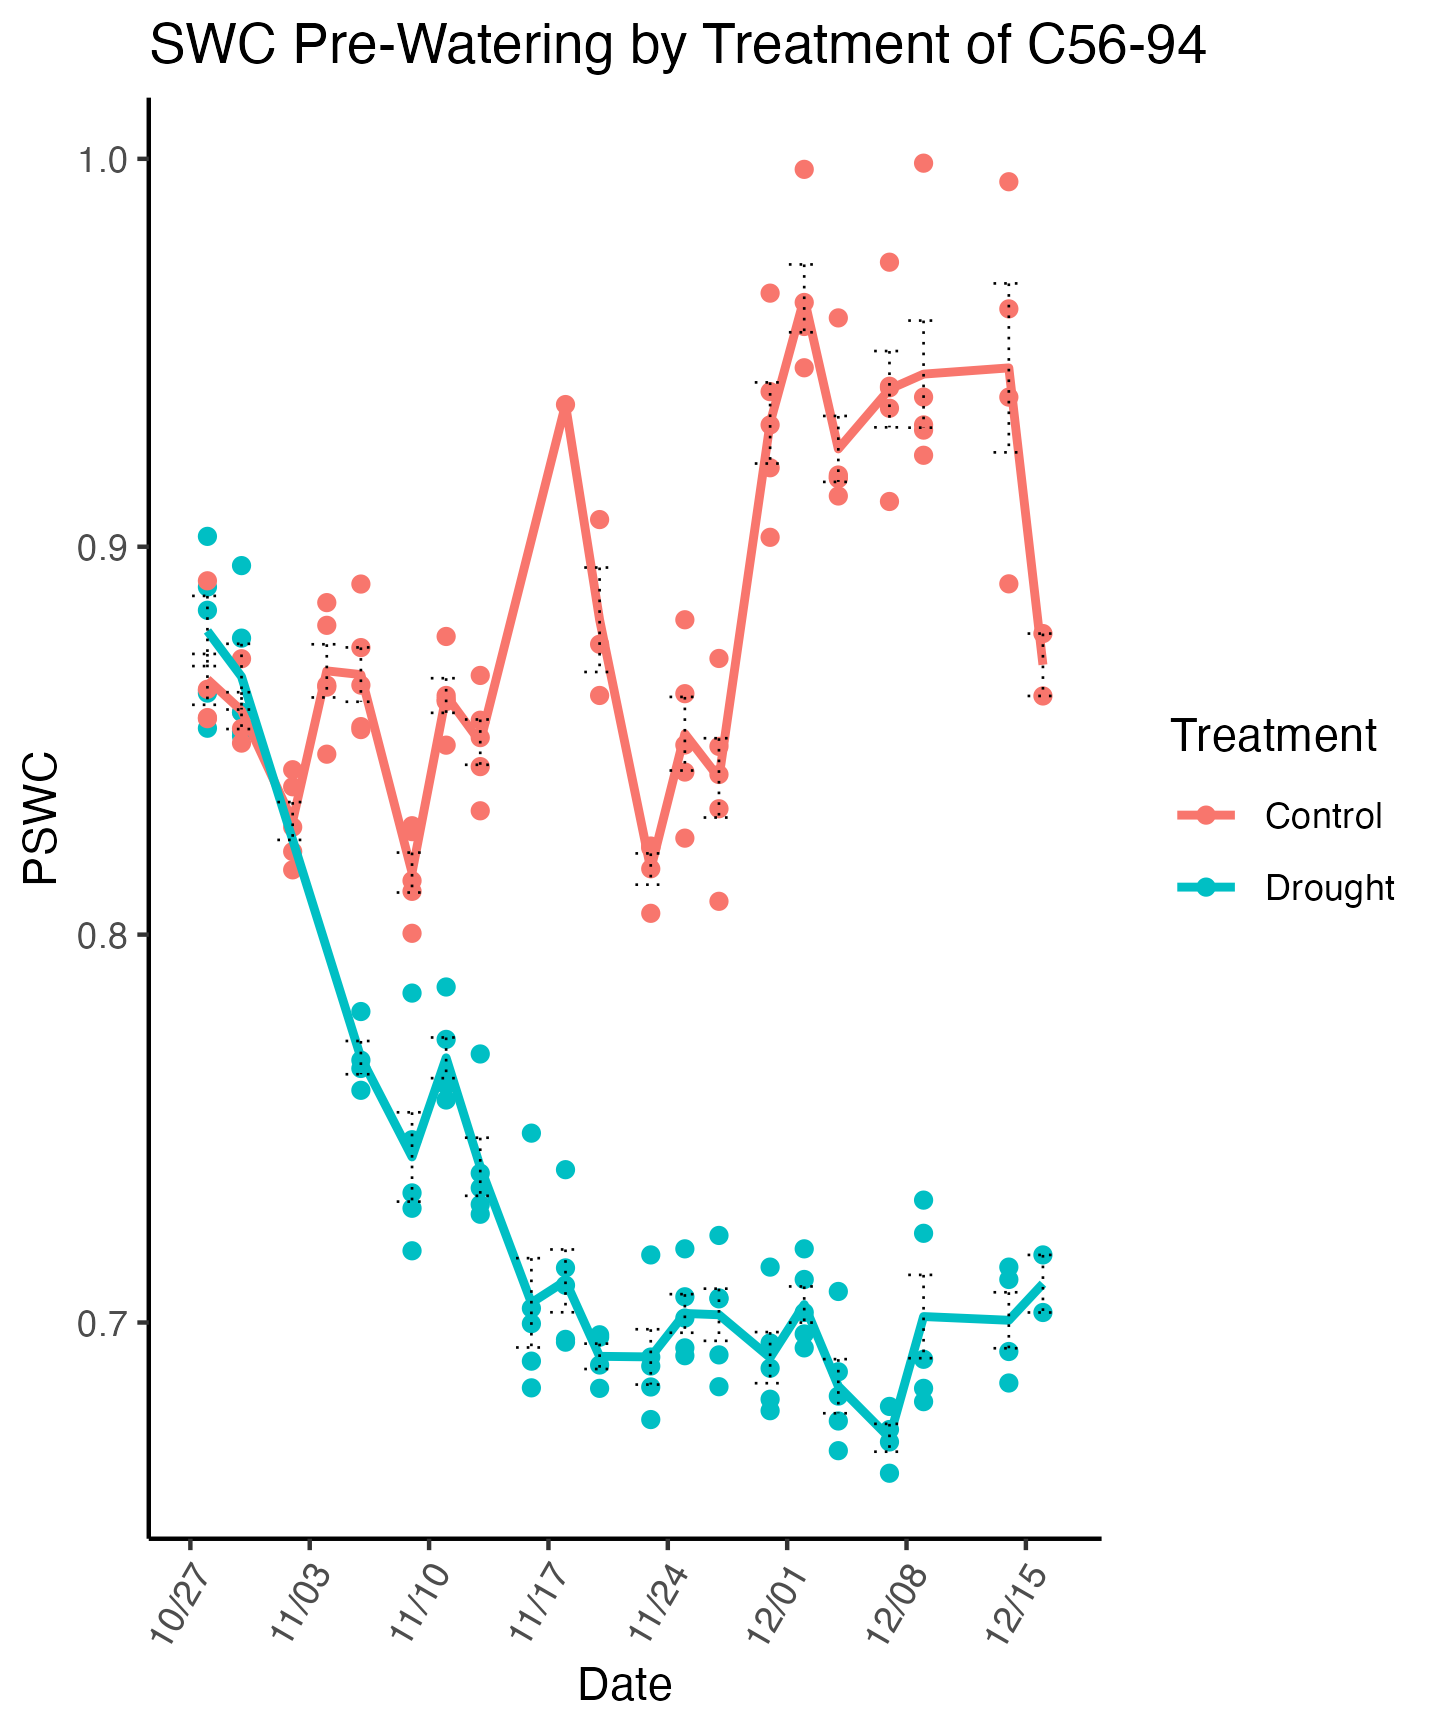 SWC Pre-Watering by Treatment of C56-94
1.0
0.9
0.8
0.7
PSWC
10/27
11/03
11/10
11/17
11/24
12/01
12/08
12/15
Date
Treatment
Control
Drought